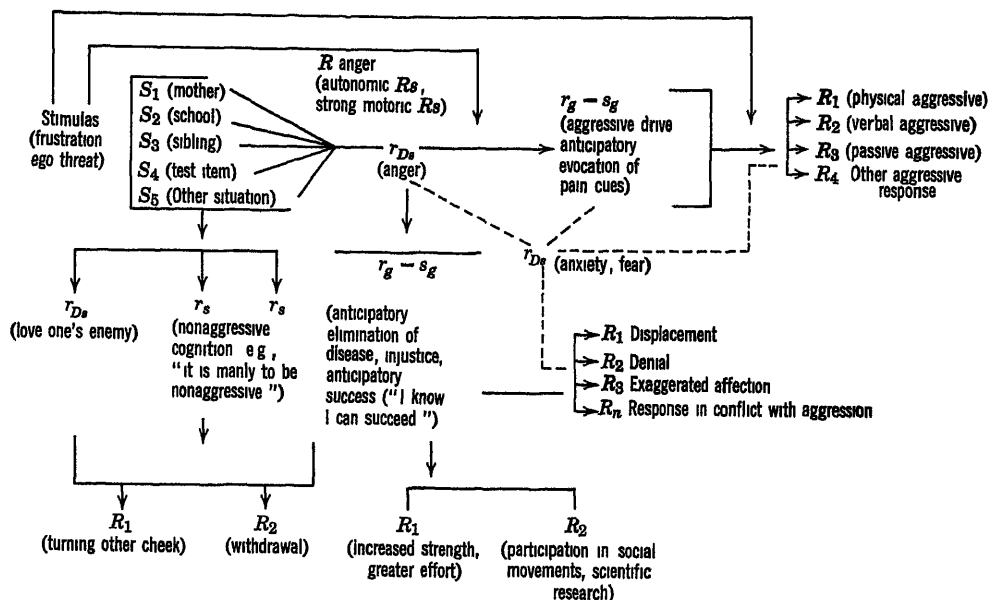 Stimulas
(frustration
ego threat)
S1 (mother)
S2 (school)
S3 (sibling)
S4 (test item)
S5 (Other situation)
R anger
(autonomic Rs,
strong motoric Rs)
rDs
(anger)
rg – sg
(aggressive drive
anticipatory
evocation of
pain cues)
R1 (physical aggressive)
R2 (verbal aggressive)
R3 (passive aggressive)
R4 Other aggressive
response
rDs (anxiety, fear)
rDs
(love one's enemy)
rs
(nonaggressive
cognition e g,
"it is manly to be
nonaggressive ")
rs
rg – sg
(anticipatory
elimination of
disease, injustice,
anticipatory
success ("I know
I can succeed ")
R1 Displacement
R2 Denial
R3 Exaggerated affection
Rn Response in conflict with aggression
R1
(turning other cheek)
R2
(withdrawal)
R1
(increased strength,
greater effort)
R2
(participation in social
movements, scientific
research)